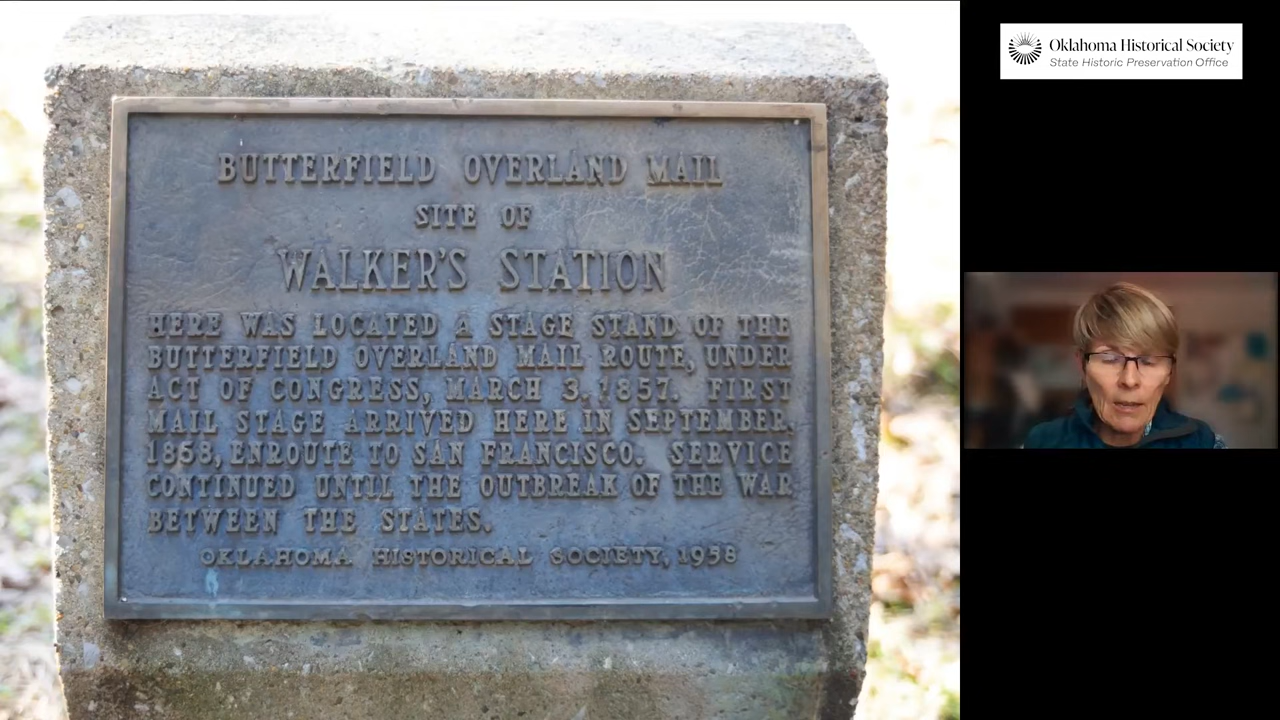 BUTTERFIELD OVERLAND MAIL
SITE OF
WALKER'S STATION
HERE WAS LOCATED A STAGE STAND OF THE
BUTTERFIELD OVERLAND MAIL ROUTE, UNDER
ACT OF CONGRESS, MARCH 3. 1857. FIRST
MAIL STAGE ARRIVED HERE IN SEPTEMBER,
1858, ENROUTE TO SAN FRANCISCO. SERVICE
CONTINUED UNTIL THE OUTBREAK OF THE WAR
BETWEEN THE STATES.
OKLAHOMA HISTORICAL SOCIETY, 1958
Oklahoma Historical Society
State Historic Preservation Office